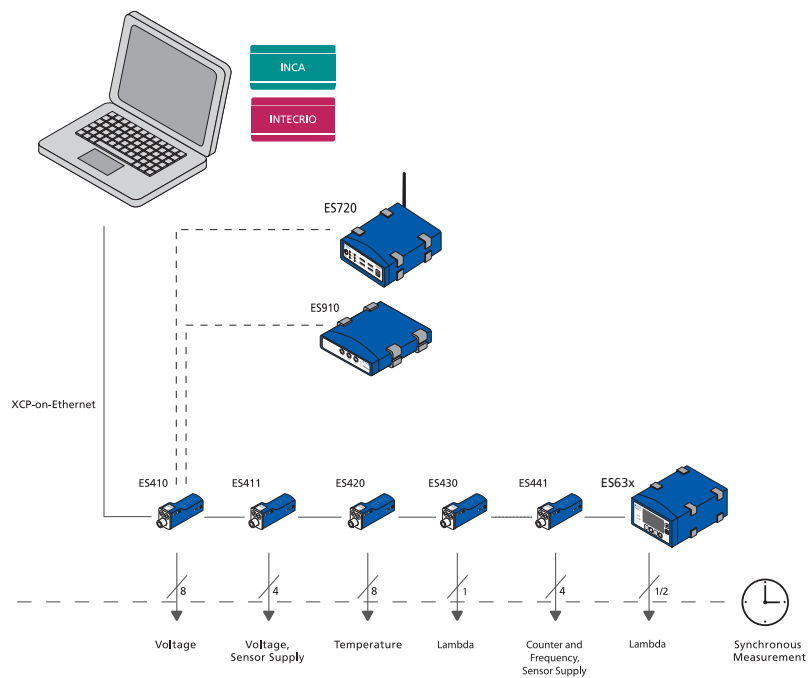 INCA
INTECRIO
ES720
ES910
XCP-on-Ethernet
ES410
ES411
ES420
ES430
ES441
ES63x
8
4
8
1
4
1/2
Voltage
Voltage,
Sensor Supply
Temperature
Lambda
Counter and
Frequency,
Sensor Supply
Lambda
Synchronous
Measurement